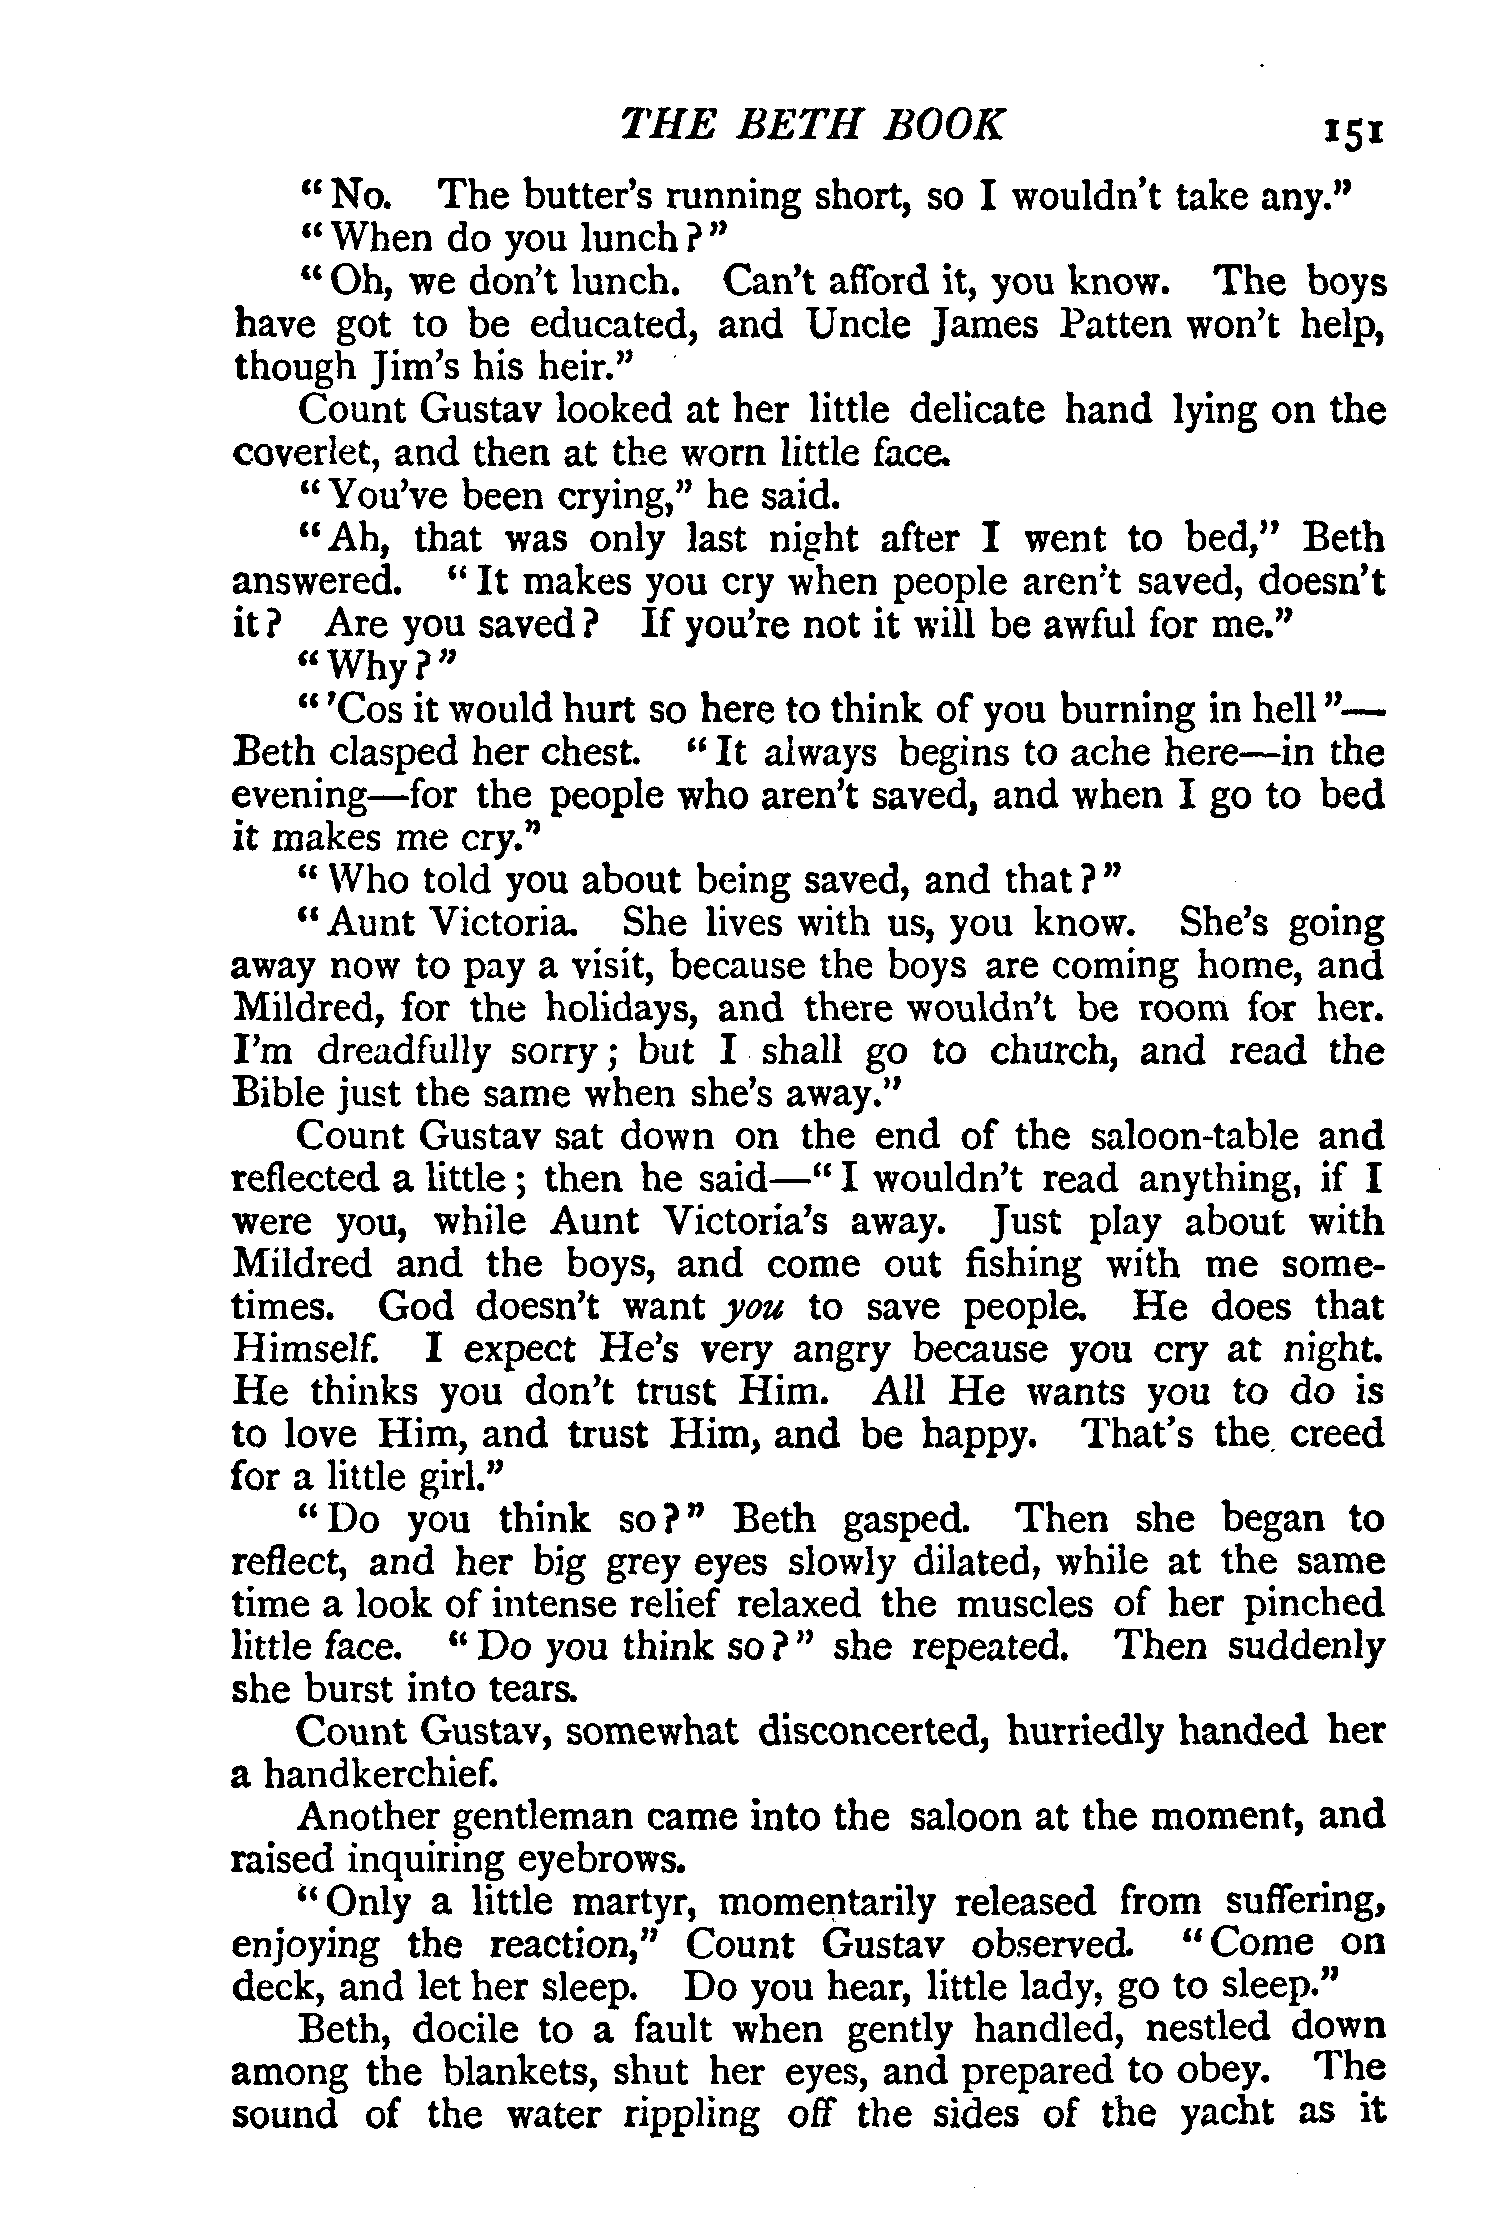 THE BETH BOOK 151
"No. The butter's running short, so I wouldn't take any."
"When do you lunch?"
"Oh, we don't lunch. Can't afford it, you know. The boys
have got to be educated, and Uncle James Patten won't help,
though Jim's his heir."
Count Gustav looked at her little delicate hand lying on the
coverlet, and then at the worn little face.
"You've been crying," he said.
"Ah, that was only last night after I went to bed," Beth
answered. "It makes you cry when people aren't saved, doesn't
it? Are you saved? If you're not it will be awful for me."
"Why?"
"'Cos it would hurt so here to think of you burning in hell"—
Beth clasped her chest. "It always begins to ache here—in the
evening—for the people who aren't saved, and when I go to bed
it makes me cry."
"Who told you about being saved, and that?"
"Aunt Victoria. She lives with us, you know. She's going
away now to pay a visit, because the boys are coming home, and
Mildred, for the holidays, and there wouldn't be room for her.
I'm dreadfully sorry; but I shall go to church, and read the
Bible just the same when she's away."
Count Gustav sat down on the end of the saloon-table and
reflected a little; then he said—"I wouldn't read anything, if I
were you, while Aunt Victoria's away. Just play about with
Mildred and the boys, and come out fishing with me some-
times. God doesn't want you to save people. He does that
Himself. I expect He's very angry because you cry at night.
He thinks you don't trust Him. All He wants you to do is
to love Him, and trust Him, and be happy. That's the creed
for a little girl."
"Do you think so?" Beth gasped. Then she began to
reflect, and her big grey eyes slowly dilated, while at the same
time a look of intense relief relaxed the muscles of her pinched
little face. "Do you think so?" she repeated. Then suddenly
she burst into tears.
Count Gustav, somewhat disconcerted, hurriedly handed her
a handkerchief.
Another gentleman came into the saloon at the moment, and
raised inquiring eyebrows.
"Only a little martyr, momentarily released from suffering,
enjoying the reaction," Count Gustav observed. "Come on
deck, and let her sleep. Do you hear, little lady, go to sleep."
Beth, docile to a fault when gently handled, nestled down
among the blankets, shut her eyes, and prepared to obey. The
sound of the water rippling off the sides of the yacht as it